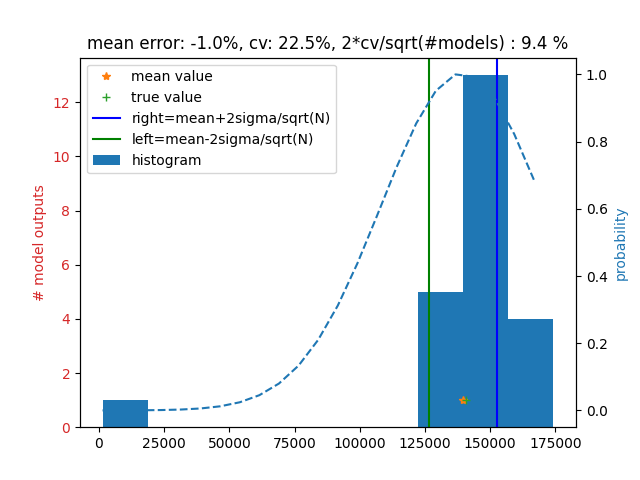 mean error: -1.0%, cv: 22.5%, 2*cv/sqrt(#models) : 9.4 %
mean value
true value
right=mean+2sigma/sqrt(N)
left=mean-2sigma/sqrt(N)
histogram
# model outputs
12
10
8
6
4
2
0
1.0
0.8
0.6
0.4
0.2
0.0
probability
0 25000 50000 75000 100000 125000 150000 175000